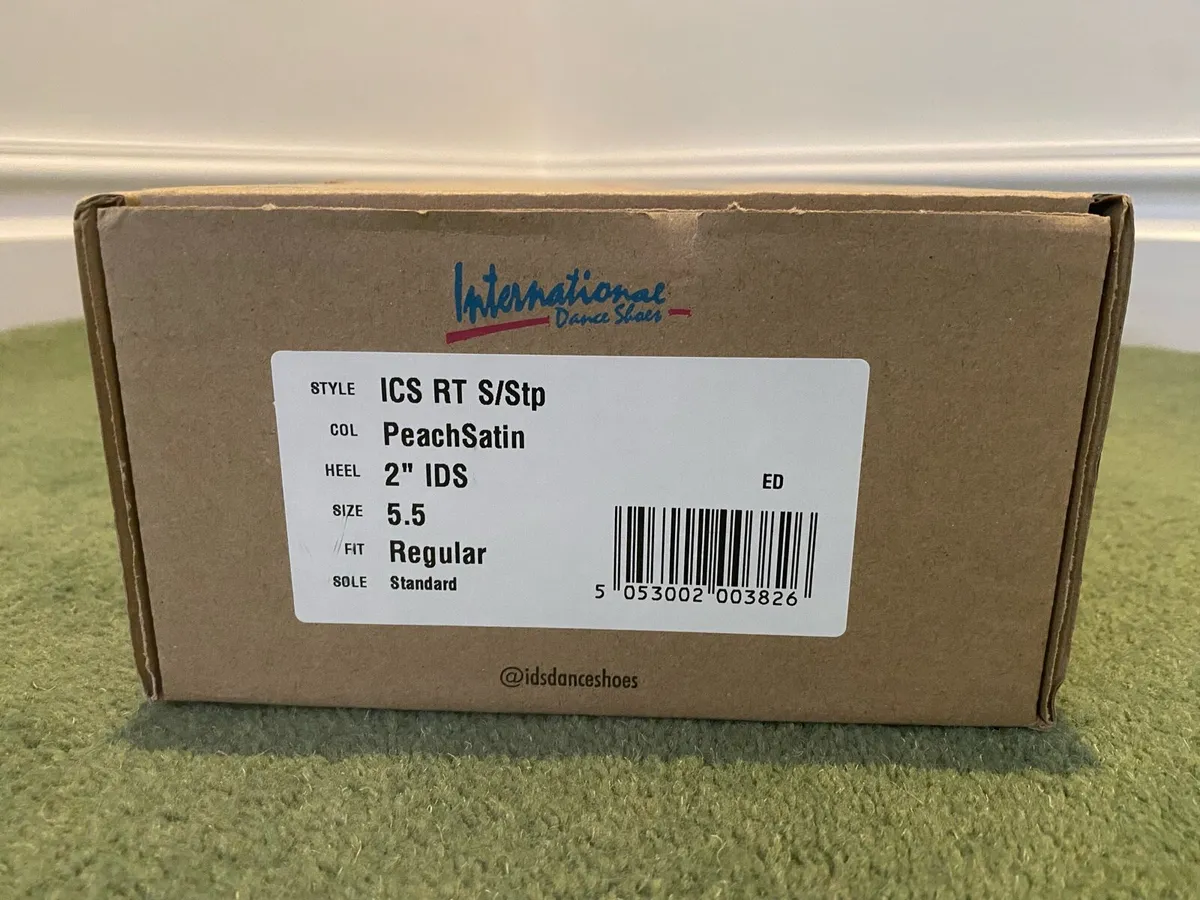 International
Dance Shoes
STYLE ICS RT S/Stp
COL PeachSatin
HEEL 2" IDS
SIZE 5.5
FIT Regular
SOLE Standard
ED
5 053002 003826
@idsdanceshoes